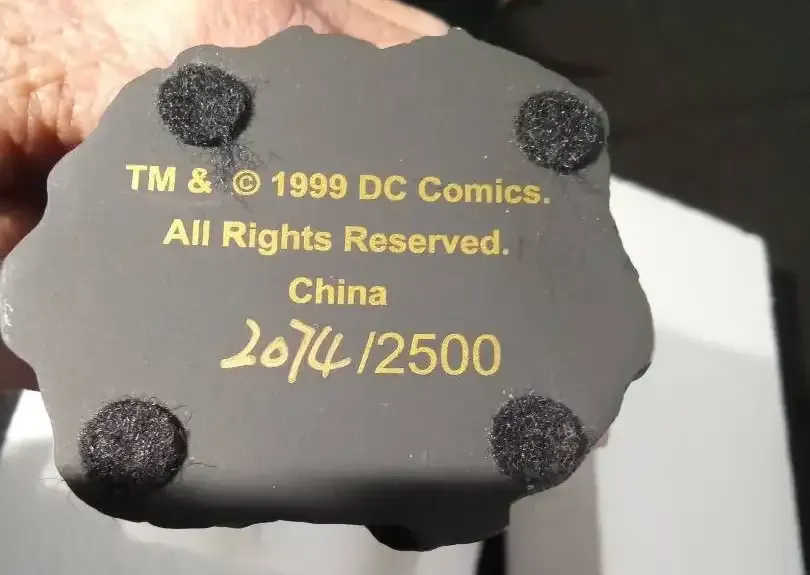 TM & © 1999 DC Comics.
All Rights Reserved.
China
2074/2500